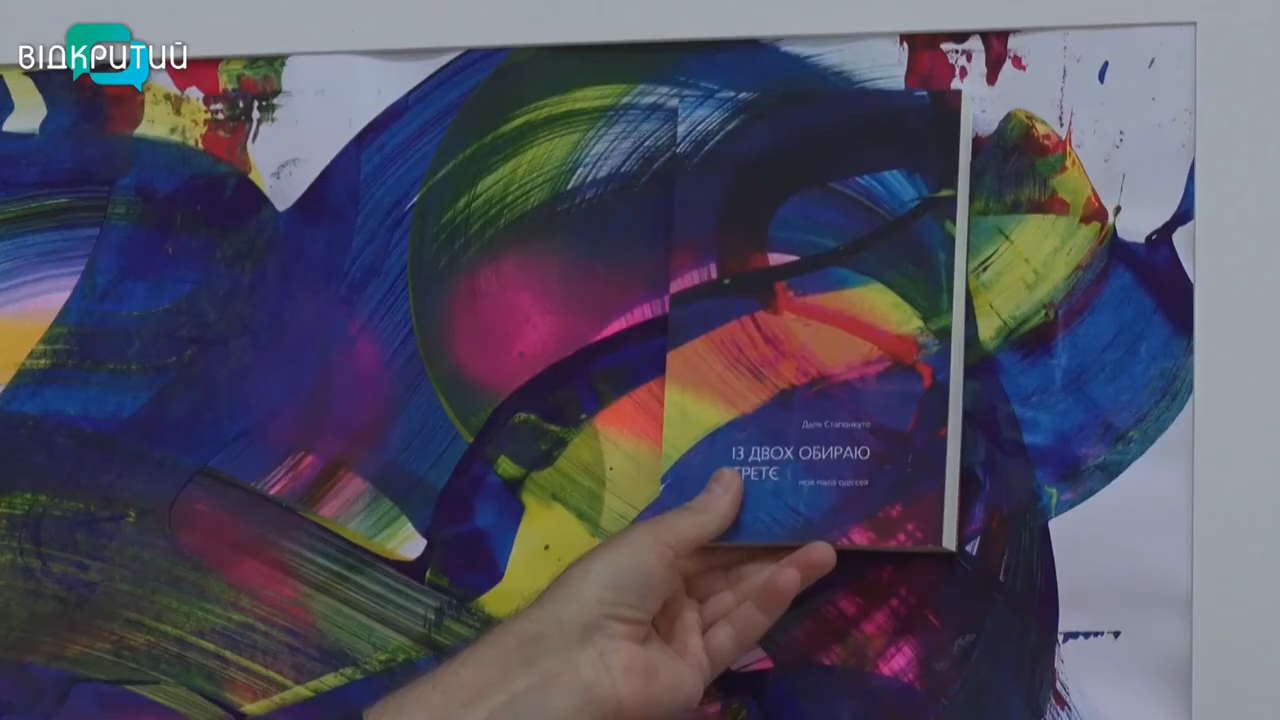 ВІДКРИТИЙ
Даля Стапонкуте
ІЗ ДВОХ ОБИРАЮ
ТРЕТЄ
моя мала одіссея